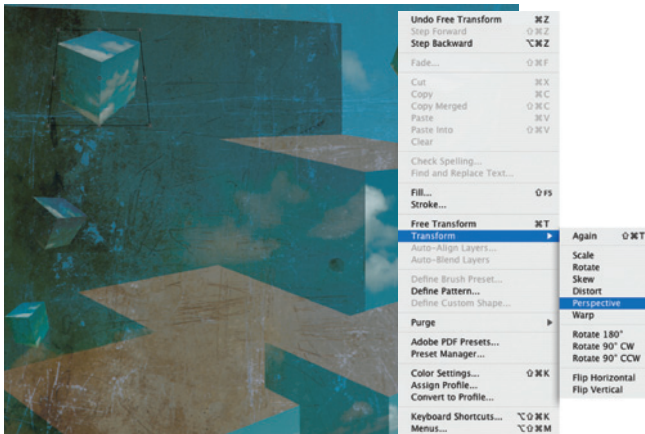 Undo Free Transform ⌘Z
Step Forward ⇧⌘Z
Step Backward ⌥⌘Z
Fade... ⇧⌘F
Cut ⌘X
Copy ⌘C
Copy Merged ⇧⌘C
Paste ⌘V
Paste Into ⇧⌘V
Clear
Check Spelling...
Find and Replace Text...
Fill... ⇧F5
Stroke...
Free Transform ⌘T
Transform
Auto-Align Layers...
Auto-Blend Layers
Define Brush Preset...
Define Pattern...
Define Custom Shape...
Purge
Adobe PDF Presets...
Preset Manager...
Color Settings... ⇧⌘K
Assign Profile...
Convert to Profile...
Keyboard Shortcuts... ⌥⇧⌘K
Menus... ⌥⇧⌘M
Again ⇧⌘T
Scale
Rotate
Skew
Distort
Perspective
Warp
Rotate 180°
Rotate 90° CW
Rotate 90° CCW
Flip Horizontal
Flip Vertical